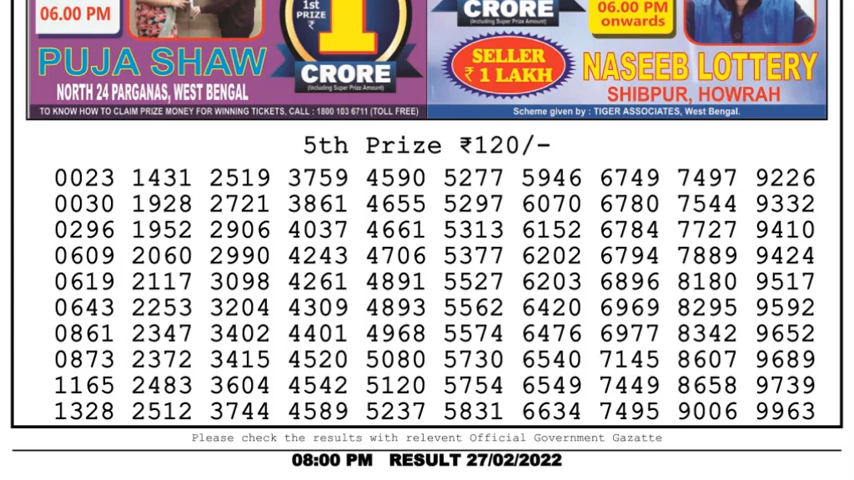 06.00 PM
1st
PRIZE
₹
1
CRORE
(Including Super Prize Amount)
PUJA SHAW
NORTH 24 PARGANAS, WEST BENGAL
TO KNOW HOW TO CLAIM PRIZE MONEY FOR WINNING TICKETS, CALL : 1800 103 6711 (TOLL FREE)
CRORE
(Including Super Prize Amount)
06.00 PM
onwards
SELLER
₹ 1 LAKH
NASEEB LOTTERY
SHIBPUR, HOWRAH
Scheme given by : TIGER ASSOCIATES, West Bengal.
5th Prize ₹120/-
0023 1431 2519 3759 4590 5277 5946 6749 7497 9226
0030 1928 2721 3861 4655 5297 6070 6780 7544 9332
0296 1952 2906 4037 4661 5313 6152 6784 7727 9410
0609 2060 2990 4243 4706 5377 6202 6794 7889 9424
0619 2117 3098 4261 4891 5527 6203 6896 8180 9517
0643 2253 3204 4309 4893 5562 6420 6969 8295 9592
0861 2347 3402 4401 4968 5574 6476 6977 8342 9652
0873 2372 3415 4520 5080 5730 6540 7145 8607 9689
1165 2483 3604 4542 5120 5754 6549 7449 8658 9739
1328 2512 3744 4589 5237 5831 6634 7495 9006 9963
Please check the results with relevent Official Government Gazatte
08:00 PM RESULT 27/02/2022